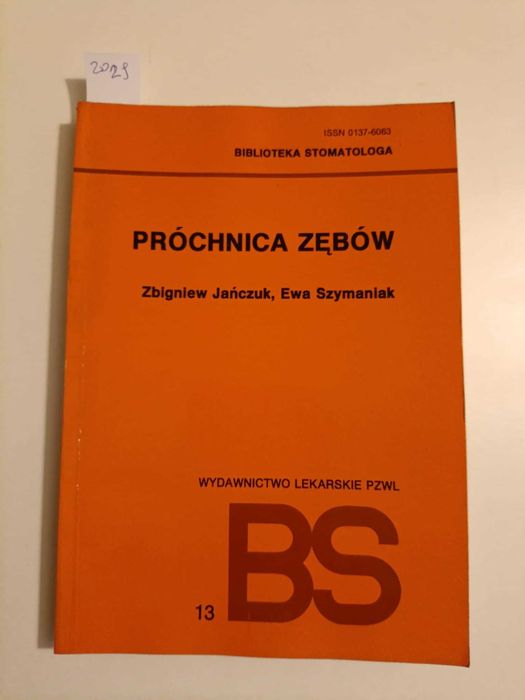 2029
ISSN 0137-6063
BIBLIOTEKA STOMATOLOGA
PRÓCHNICA ZĘBÓW
Zbigniew Jańczuk, Ewa Szymaniak
WYDAWNICTWO LEKARSKIE PZWL
13 BS